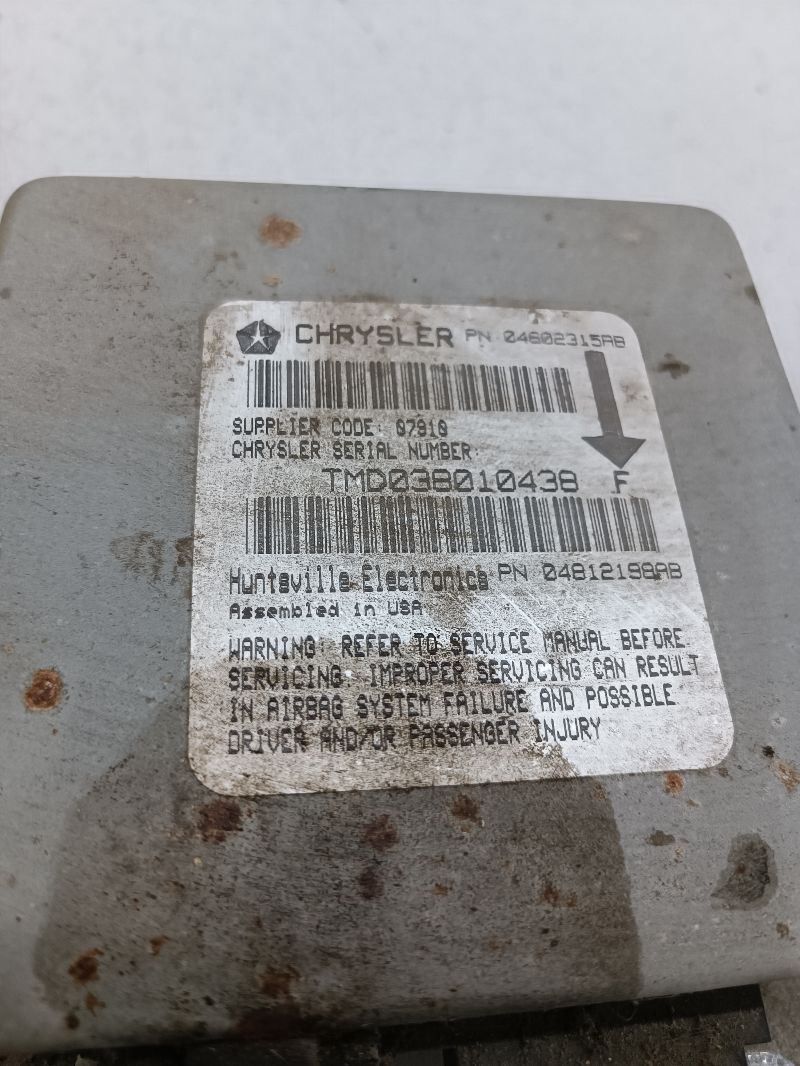 CHRYSLER PN 04602315AB
SUPPLIER CODE: 07910
CHRYSLER SERIAL NUMBER:
TMD038010438 F
Huntsville Electronics PN 04812159AB
Assembled in USA
WARNING: REFER TO SERVICE MANUAL BEFORE
SERVICING. IMPROPER SERVICING CAN RESULT
IN AIRBAG SYSTEM FAILURE AND POSSIBLE
DRIVER AND/OR PASSENGER INJURY